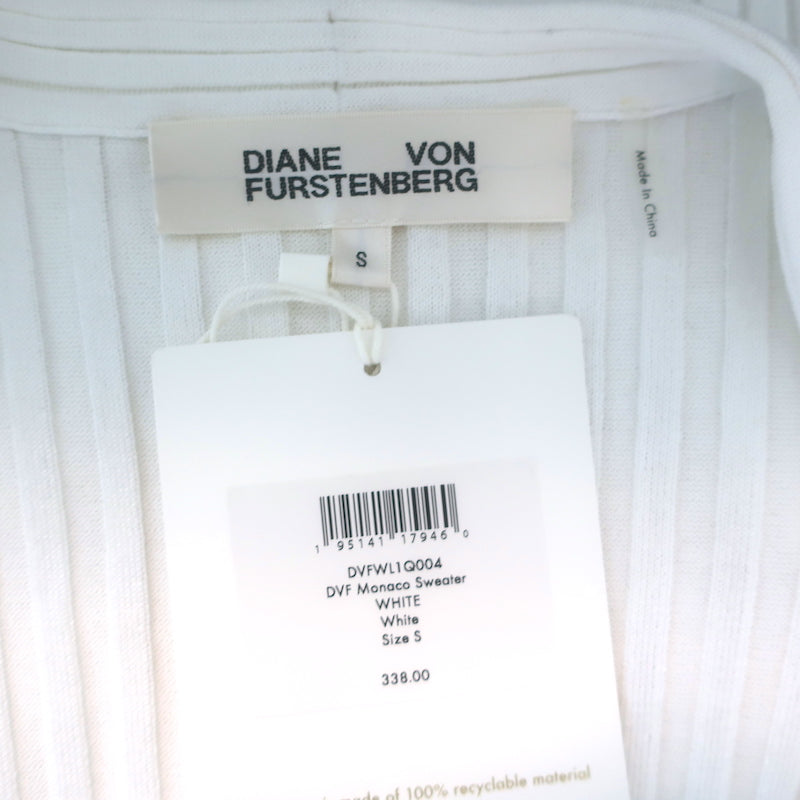 DIANE VON
FURSTENBERG
Made In China
S
1 95141 17946 0
DVFWL1Q004
DVF Monaco Sweater
WHITE
White
Size S
338.00
made of 100% recyclable material